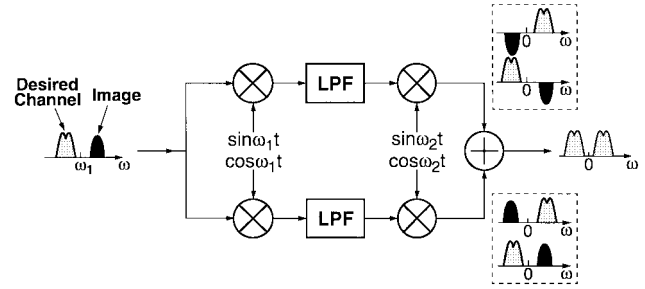 0 ω
0 ω
Desired
Channel
Image
ω1 ω
LPF
sinω1t
cosω1t
sinω2t
cosω2t
LPF
0
0 ω
0 ω